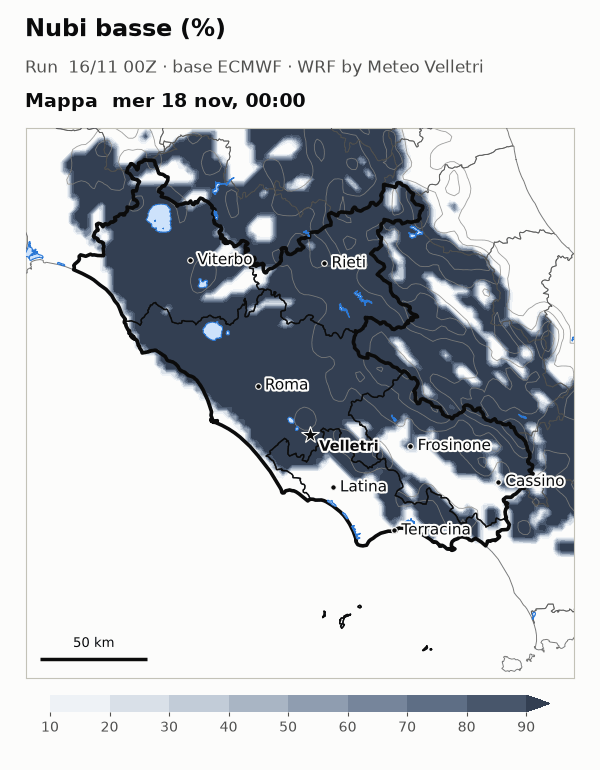 Nubi basse (%)
Run 16/11 00Z · base ECMWF · WRF by Meteo Velletri
Mappa mer 18 nov, 00:00
Viterbo
Rieti
Roma
Velletri
Frosinone
Latina
Cassino
Terracina
50 km
10 20 30 40 50 60 70 80 90